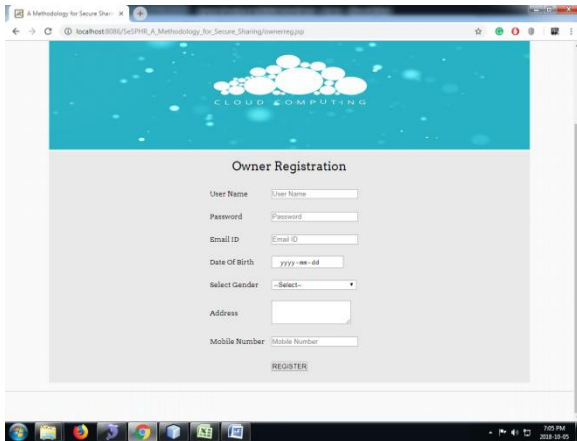 A Methodology for Secure Shar
localhost:8086/SeSPHR_A_Methodology_for_Secure_Sharing/ownerreg.jsp
CLOUD COMPUTING
Owner Registration
User Name User Name
Password Password
Email ID Email ID
Date Of Birth yyyy-mm-dd
Select Gender --Select--
Address
Mobile Number Mobile Number
REGISTER
7:05 PM
2018-10-05